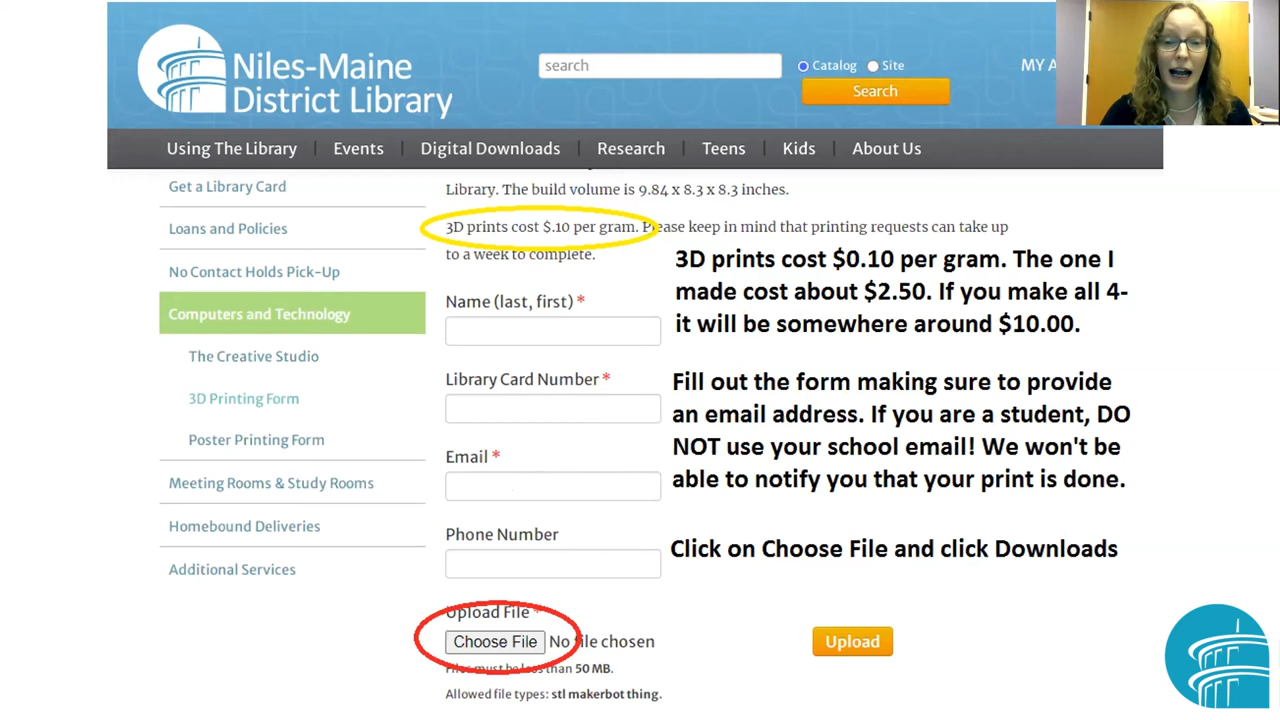 Niles-Maine
District Library
search
Catalog
Site
Search
MY A
Using The Library
Events
Digital Downloads
Research
Teens
Kids
About Us
Get a Library Card
Loans and Policies
No Contact Holds Pick-Up
Computers and Technology
The Creative Studio
3D Printing Form
Poster Printing Form
Meeting Rooms & Study Rooms
Homebound Deliveries
Additional Services
Library. The build volume is 9.84 x 8.3 x 8.3 inches.
3D prints cost $.10 per gram. Please keep in mind that printing requests can take up
to a week to complete.
Name (last, first) *
Library Card Number *
Email *
Phone Number
Upload File *
Choose File No file chosen
Upload
Files must be less than 50 MB.
Allowed file types: stl makerbot thing.
3D prints cost $0.10 per gram. The one I
made cost about $2.50. If you make all 4-
it will be somewhere around $10.00.
Fill out the form making sure to provide
an email address. If you are a student, DO
NOT use your school email! We won't be
able to notify you that your print is done.
Click on Choose File and click Downloads